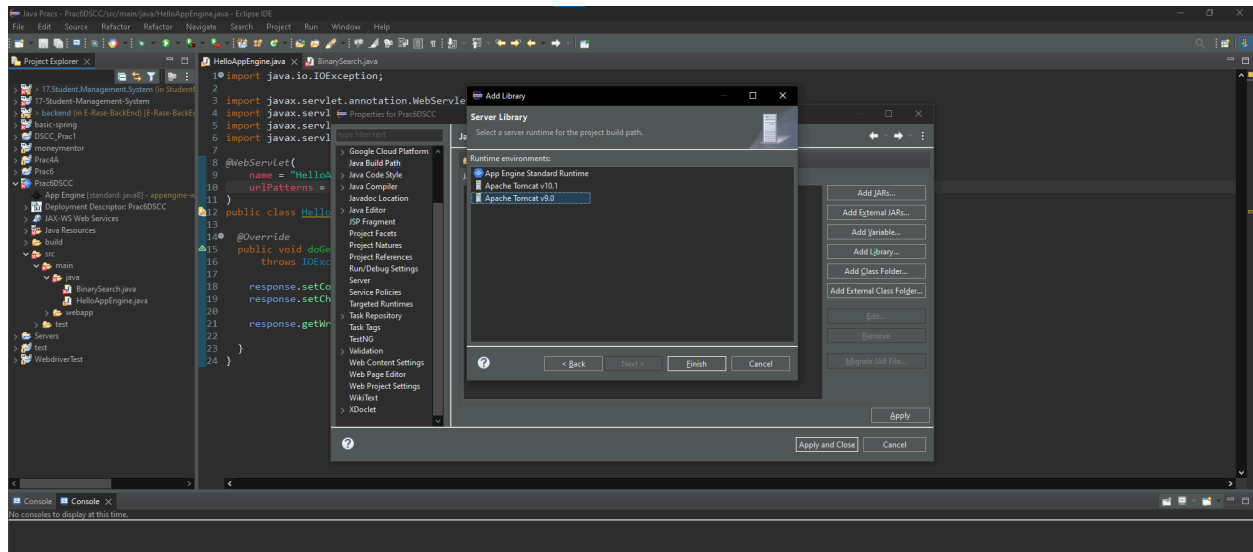 Java Pracs - Prac6DSCC/src/main/java/HelloAppEngine.java - Eclipse IDE
File Edit Source Refactor Refactor Navigate Search Project Run Window Help
Project Explorer
> 17.Student.Management.System (in Student
17-Student-Management-System
> backend (in E-Rase-BackEnd) [E-Rase-BackEn
basic-spring
DSCC_Prac1
moneymentor
Prac4A
Prac6
Prac6DSCC
App Engine [standard: java8] - appengine-w
Deployment Descriptor: Prac6DSCC
JAX-WS Web Services
Java Resources
build
src
main
java
BinarySearch.java
HelloAppEngine.java
webapp
test
Servers
test
WebdriverTest
HelloAppEngine.java
BinarySearch.java
1 import java.io.IOException;
2
3 import javax.servlet.annotation.WebServle
4 import javax.servl
5 import javax.servl
6 import javax.servl
7
8 @WebServlet(
9 name = "HelloA
10 urlPatterns =
11 )
12 public class Hello
13
14 @Override
15 public void doGe
16 throws IOExc
17
18 response.setCo
19 response.setCh
20
21 response.getWr
22
23 }
24 }
Properties for Prac6DSCC
type filter text
Google Cloud Platform
Java Build Path
Java Code Style
Java Compiler
Javadoc Location
Java Editor
JSP Fragment
Project Facets
Project Natures
Project References
Run/Debug Settings
Server
Service Policies
Targeted Runtimes
Task Repository
Task Tags
TestNG
Validation
Web Content Settings
Web Page Editor
Web Project Settings
WikiText
XDoclet
Ja
Add JARs...
Add External JARs...
Add Variable...
Add Library...
Add Class Folder...
Add External Class Folder...
Edit...
Remove
Migrate JAR File...
Apply
Apply and Close
Cancel
Add Library
Server Library
Select a server runtime for the project build path.
Runtime environments:
App Engine Standard Runtime
Apache Tomcat v10.1
Apache Tomcat v9.0
< Back
Next >
Finish
Cancel
Console
Console
No consoles to display at this time.